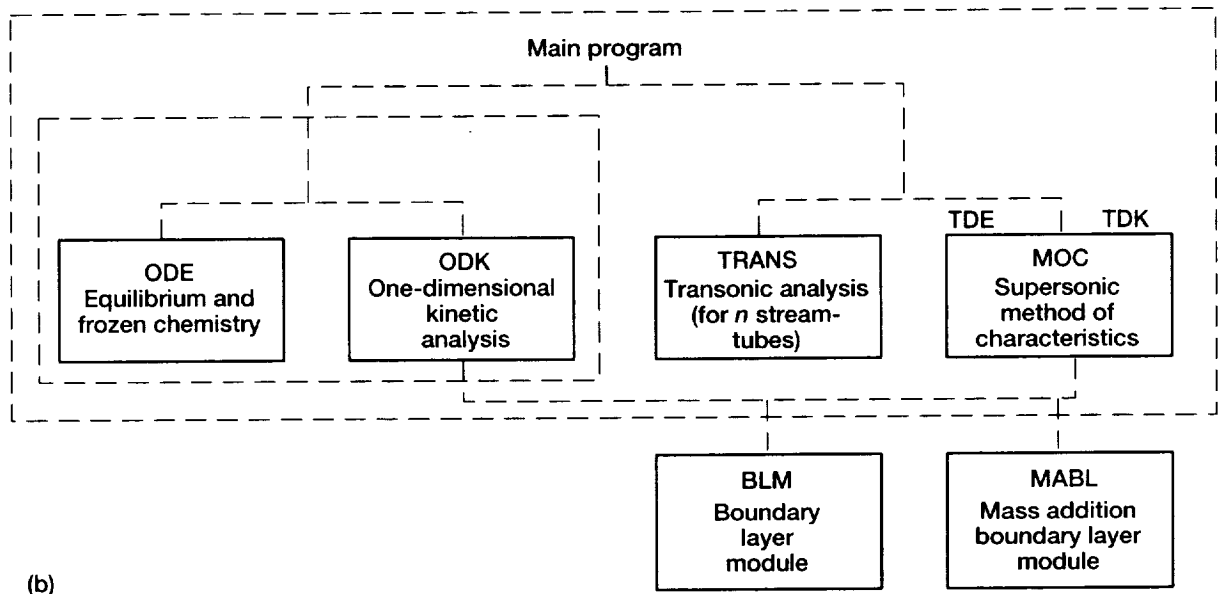 Main program
TDE
TDK
ODE
Equilibrium and
frozen chemistry
ODK
One-dimensional
kinetic
analysis
TRANS
Transonic analysis
(for n stream-
tubes)
MOC
Supersonic
method of
characteristics
BLM
Boundary
layer
module
MABL
Mass addition
boundary layer
module
(b)